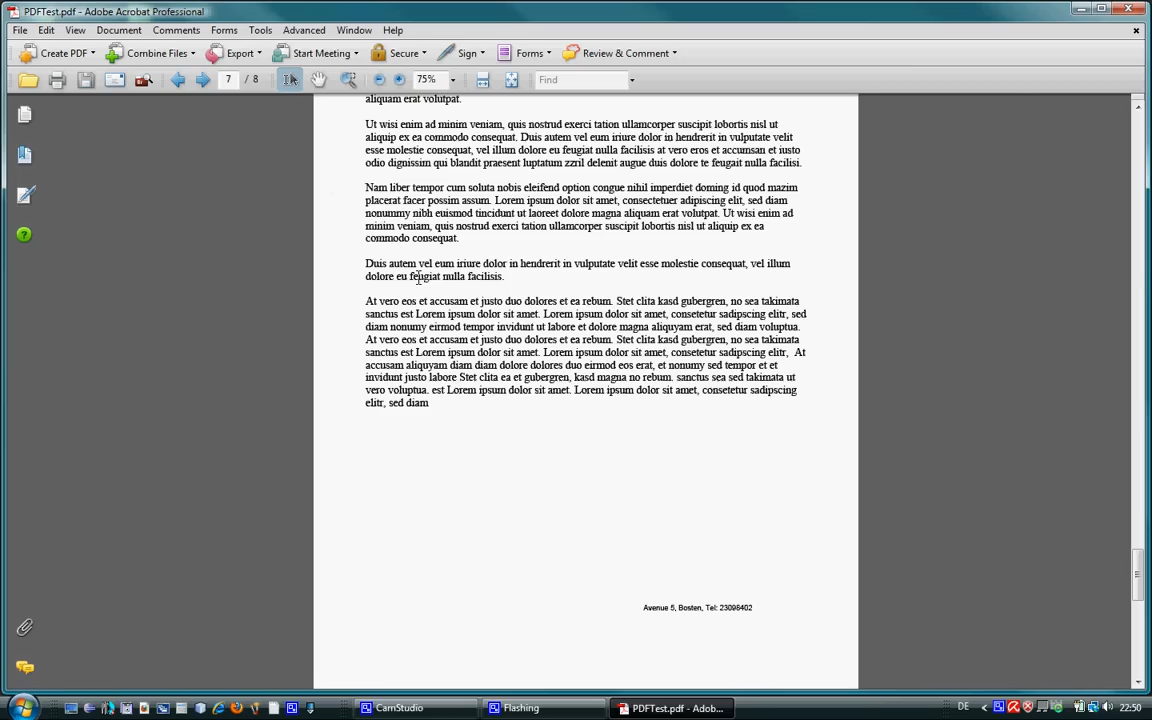 PDFTest.pdf - Adobe Acrobat Professional
File Edit View Document Comments Forms Tools Advanced Window Help
Create PDF Combine Files Export Start Meeting Secure Sign Forms Review & Comment
7 / 8 75% Find
aliquam erat volutpat.
Ut wisi enim ad minim veniam, quis nostrud exerci tation ullamcorper suscipit lobortis nisl ut
aliquip ex ea commodo consequat. Duis autem vel eum iriure dolor in hendrerit in vulputate velit
esse molestie consequat, vel illum dolore eu feugiat nulla facilisis at vero eros et accumsan et iusto
odio dignissim qui blandit praesent luptatum zzril delenit augue duis dolore te feugait nulla facilisi.
Nam liber tempor cum soluta nobis eleifend option congue nihil imperdiet doming id quod mazim
placerat facer possim assum. Lorem ipsum dolor sit amet, consectetuer adipiscing elit, sed diam
nonummy nibh euismod tincidunt ut laoreet dolore magna aliquam erat volutpat. Ut wisi enim ad
minim veniam, quis nostrud exerci tation ullamcorper suscipit lobortis nisl ut aliquip ex ea
commodo consequat.
Duis autem vel eum iriure dolor in hendrerit in vulputate velit esse molestie consequat, vel illum
dolore eu feugiat nulla facilisis.
At vero eos et accusam et justo duo dolores et ea rebum. Stet clita kasd gubergren, no sea takimata
sanctus est Lorem ipsum dolor sit amet. Lorem ipsum dolor sit amet, consetetur sadipscing elitr, sed
diam nonumy eirmod tempor invidunt ut labore et dolore magna aliquyam erat, sed diam voluptua.
At vero eos et accusam et justo duo dolores et ea rebum. Stet clita kasd gubergren, no sea takimata
sanctus est Lorem ipsum dolor sit amet. Lorem ipsum dolor sit amet, consetetur sadipscing elitr, At
accusam aliquyam diam diam dolore dolores duo eirmod eos erat, et nonumy sed tempor et et
invidunt justo labore Stet clita ea et gubergren, kasd magna no rebum. sanctus sea sed takimata ut
vero voluptua. est Lorem ipsum dolor sit amet. Lorem ipsum dolor sit amet, consetetur sadipscing
elitr, sed diam
Avenue 5, Bosten, Tel: 23098402
CamStudio Flashing PDFTest.pdf - Adob... DE 22:50